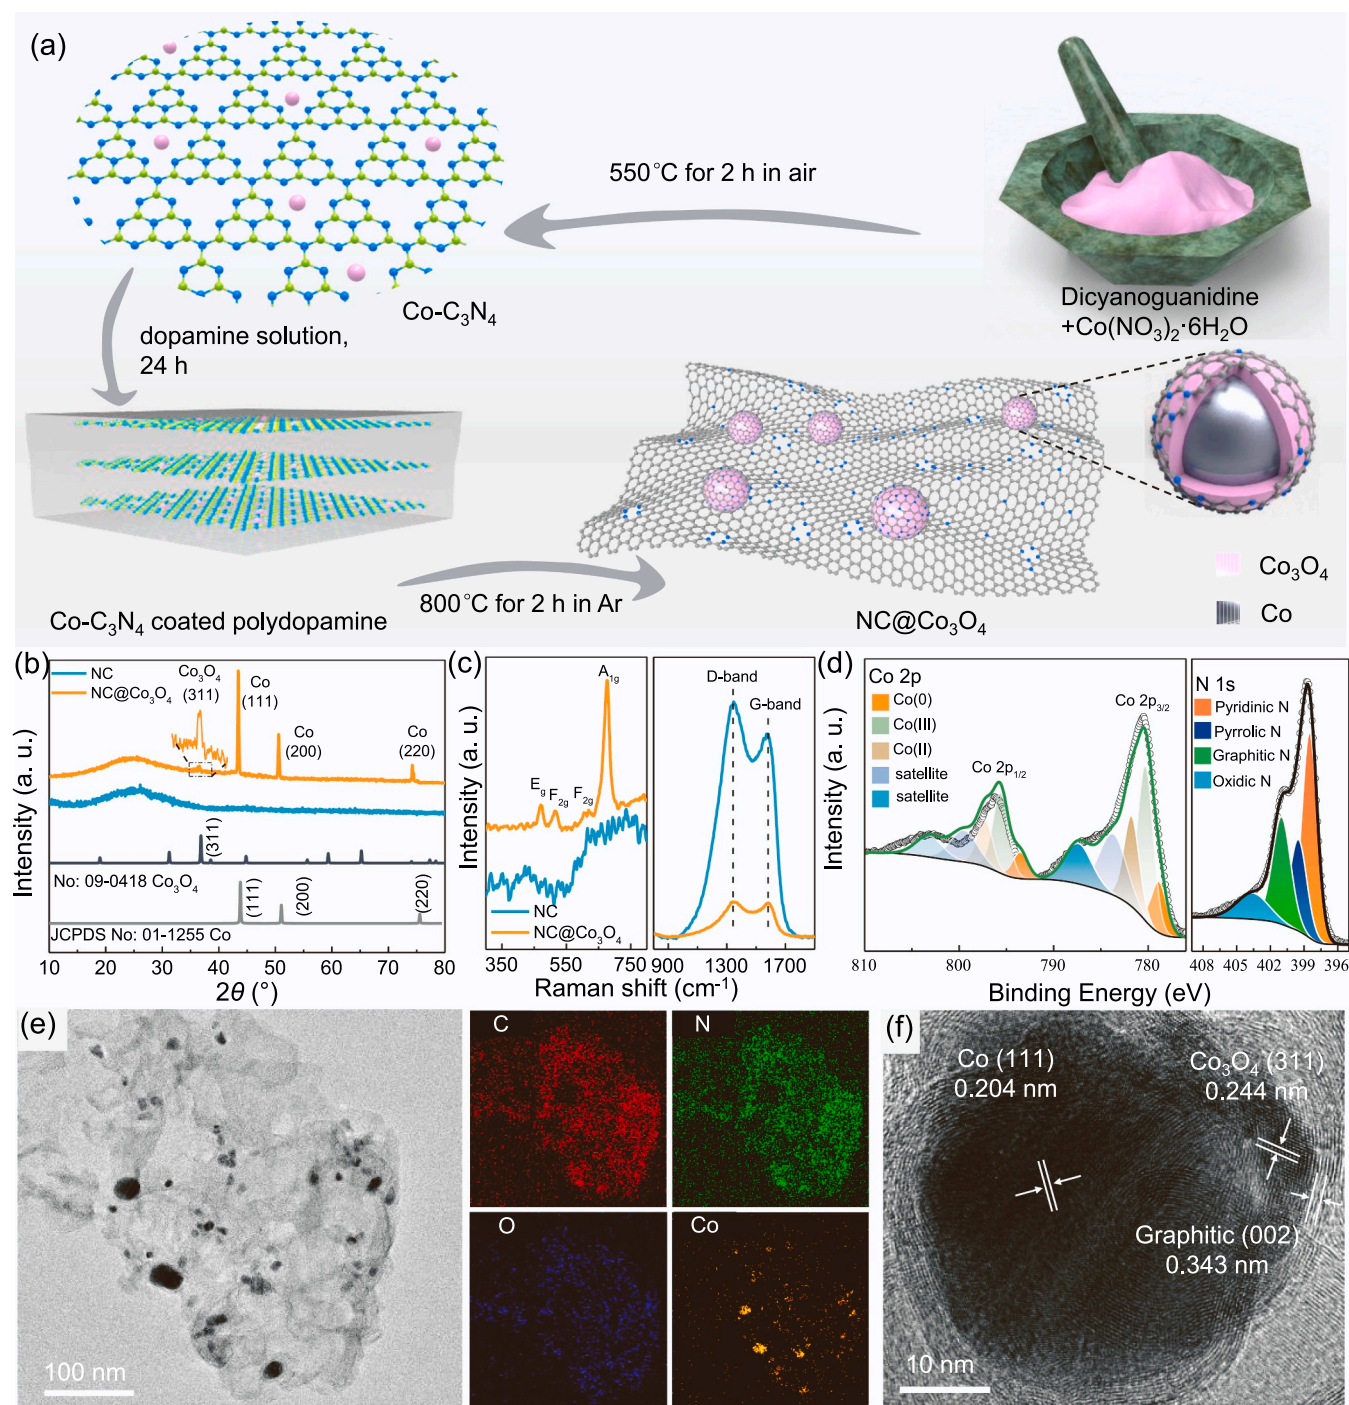 (a)
550°C for 2 h in air
Dicyanoguanidine
+Co(NO₃)₂·6H₂O
Co-C₃N₄
dopamine solution,
24 h
Co-C₃N₄ coated polydopamine
800°C for 2 h in Ar
NC@Co₃O₄
Co₃O₄
Co
(b)
NC
NC@Co₃O₄
Co₃O₄
(311)
Co
(111)
Co
(200)
Co
(220)
(311)
No: 09-0418 Co₃O₄
(111)
(200)
(220)
JCPDS No: 01-1255 Co
10 20 30 40 50 60 70 80
2θ (°)
Intensity (a. u.)
(c)
A1g
Eg
F2g
F2g
NC
NC@Co₃O₄
D-band
G-band
350 550 750 900 1300 1700
Raman shift (cm⁻¹)
Intensity (a. u.)
(d)
Co 2p
Co(0)
Co(III)
Co(II)
satellite
satellite
Co 2p1/2
Co 2p3/2
N 1s
Pyridinic N
Pyrrolic N
Graphitic N
Oxidic N
810 800 790 780 408 405 402 399 396
Binding Energy (eV)
Intensity (a. u.)
(e)
100 nm
C
N
O
Co
(f)
Co (111)
0.204 nm
Co₃O₄ (311)
0.244 nm
Graphitic (002)
0.343 nm
10 nm